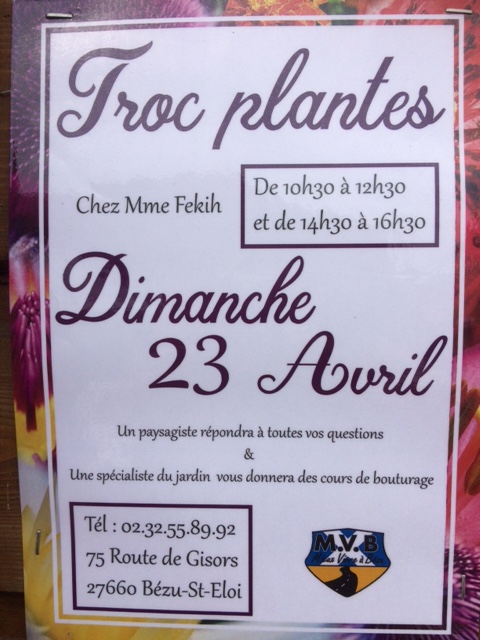 Troc plantes
Chez Mme Fekih
De 10h30 à 12h30
et de 14h30 à 16h30
Dimanche
23 Avril
Un paysagiste répondra à toutes vos questions
&
Une spécialiste du jardin vous donnera des cours de bouturage
Tél : 02.32.55.89.92
75 Route de Gisors
27660 Bézu-St-Eloi
M.V.B